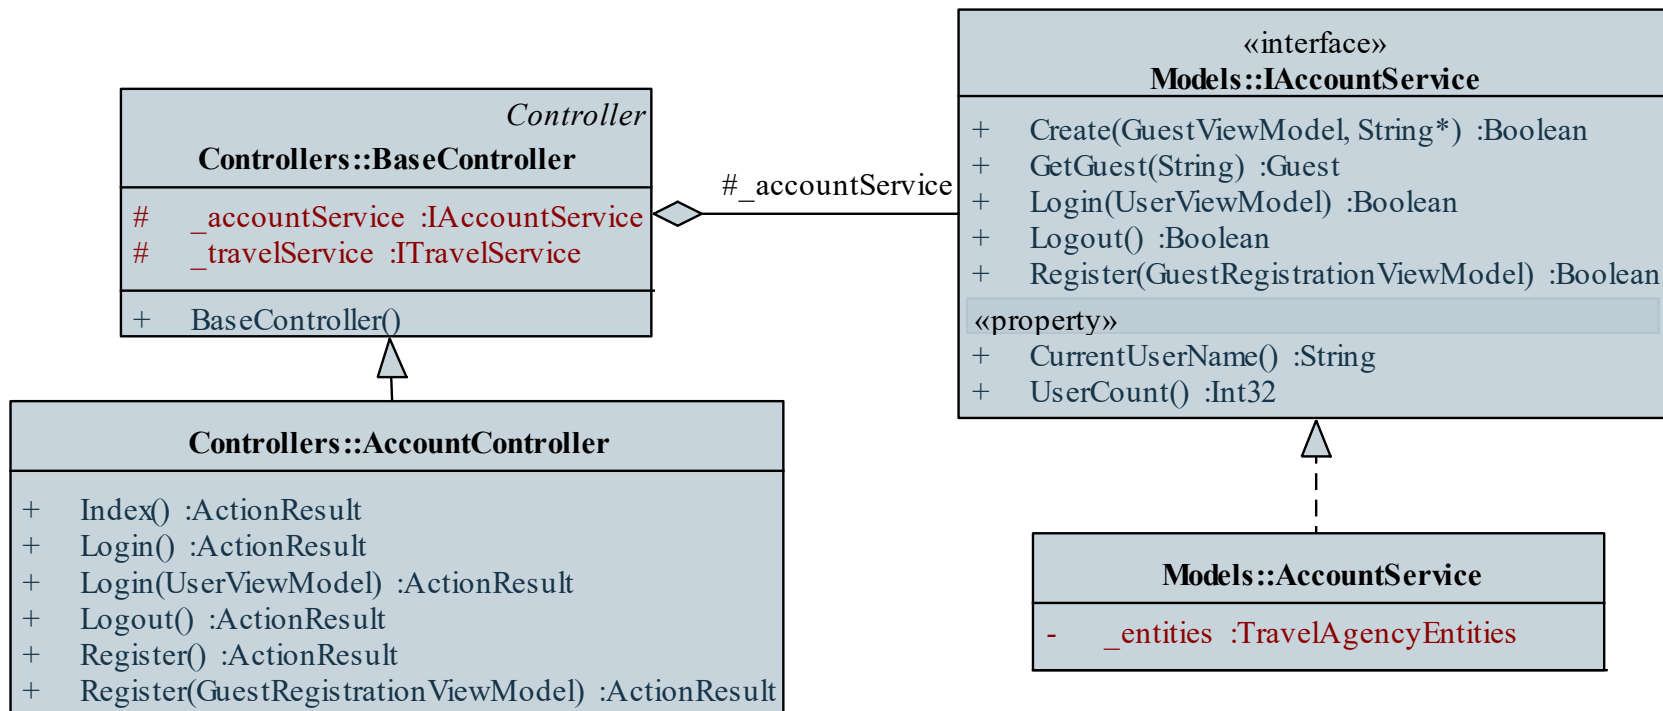 Controller
Controllers::BaseController
# _accountService :IAccountService
# _travelService :ITravelService
+ BaseController()
#_accountService
«interface»
Models::IAccountService
+ Create(GuestViewModel, String*) :Boolean
+ GetGuest(String) :Guest
+ Login(UserViewModel) :Boolean
+ Logout() :Boolean
+ Register(GuestRegistrationViewModel) :Boolean
«property»
+ CurrentUserName() :String
+ UserCount() :Int32
Controllers::AccountController
+ Index() :ActionResult
+ Login() :ActionResult
+ Login(UserViewModel) :ActionResult
+ Logout() :ActionResult
+ Register() :ActionResult
+ Register(GuestRegistrationViewModel) :ActionResult
Models::AccountService
- _entities :TravelAgencyEntities